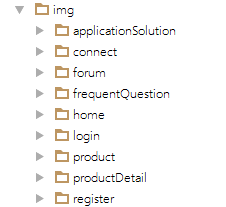 img
applicationSolution
connect
forum
frequentQuestion
home
login
product
productDetail
register